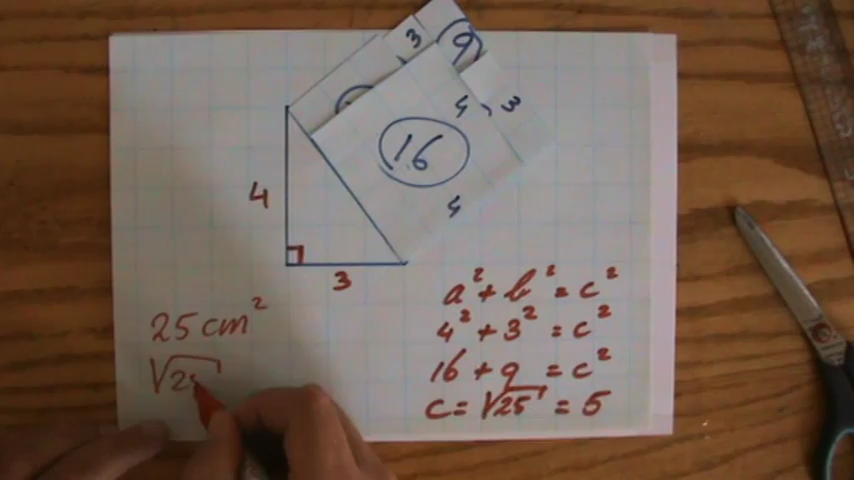 3
9
4
3
16
4
4
3
a² + b² = c²
25 cm²
4² + 3² = c²
16 + 9 = c²
√25
c = √25 = 5